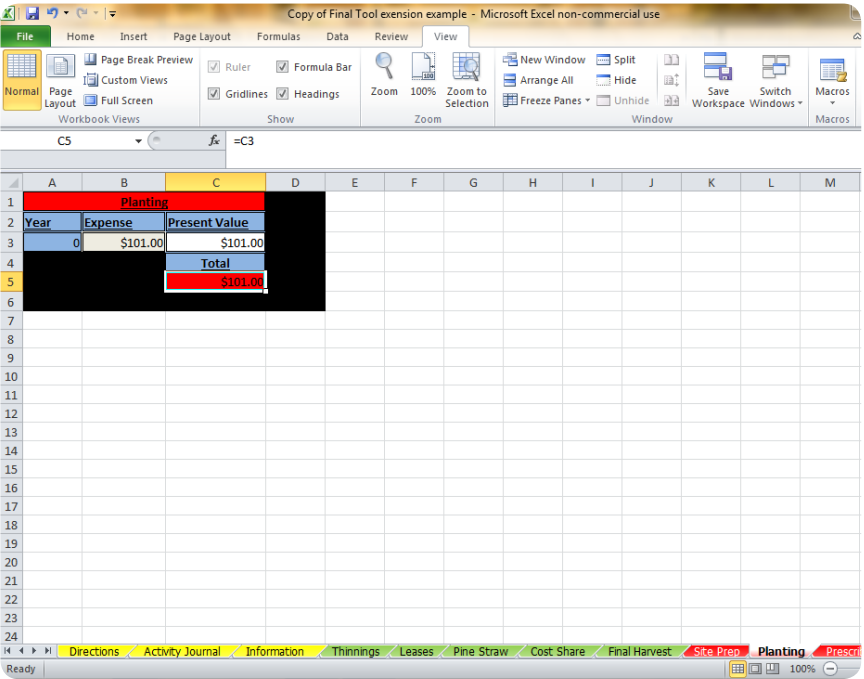 Copy of Final Tool exension example - Microsoft Excel non-commercial use
File Home Insert Page Layout Formulas Data Review View
Normal
Page Layout
Page Break Preview
Custom Views
Full Screen
Workbook Views
Ruler Formula Bar
Gridlines Headings
Show
Zoom 100% Zoom to Selection
Zoom
New Window
Arrange All
Freeze Panes
Split
Hide
Unhide
Save Workspace
Switch Windows
Window
Macros
Macros
C5 fx =C3
A B C D E F G H I J K L M
1 Planting
2 Year Expense Present Value
3 0 $101.00 $101.00
4 Total
5 $101.00
6
7
8
9
10
11
12
13
14
15
16
17
18
19
20
21
22
23
24
Directions Activity Journal Information Thinnings Leases Pine Straw Cost Share Final Harvest Site Prep Planting Prescri
Ready 100%